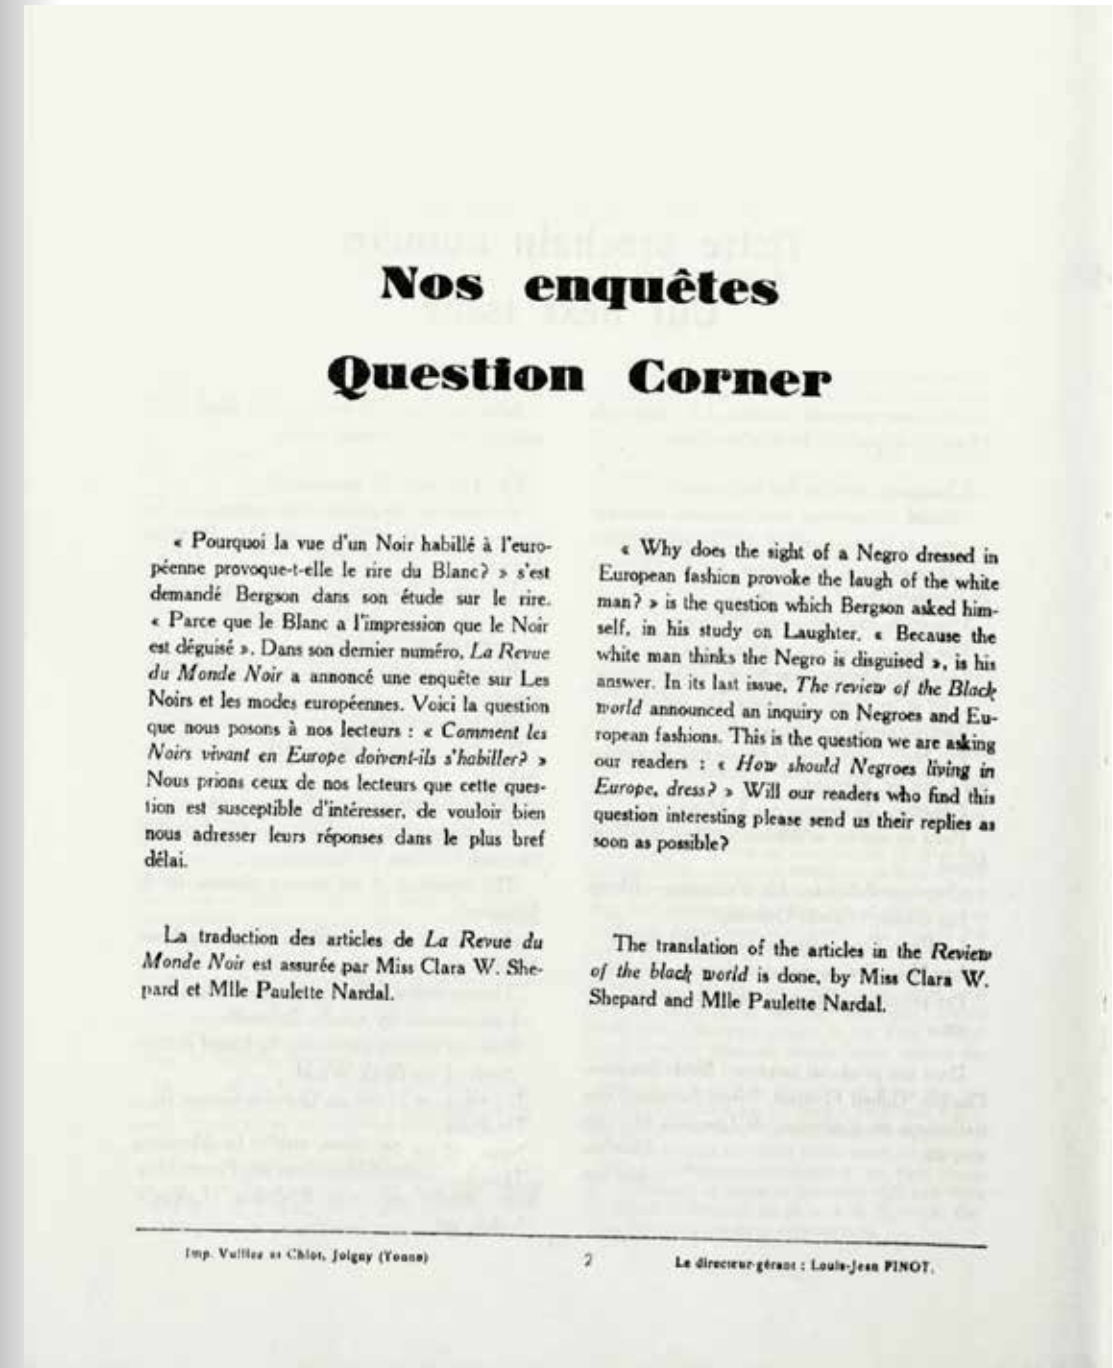 Nos enquêtes
Question Corner
« Pourquoi la vue d'un Noir habillé à l'euro-
péenne provoque-t-elle le rire du Blanc? » s'est
demandé Bergson dans son étude sur le rire.
« Parce que le Blanc a l'impression que le Noir
est déguisé ». Dans son dernier numéro, La Revue
du Monde Noir a annoncé une enquête sur Les
Noirs et les modes européennes. Voici la question
que nous posons à nos lecteurs : « Comment les
Noirs vivant en Europe doivent-ils s'habiller? »
Nous prions ceux de nos lecteurs que cette ques-
tion est susceptible d'intéresser, de vouloir bien
nous adresser leurs réponses dans le plus bref
délai.
La traduction des articles de La Revue du
Monde Noir est assurée par Miss Clara W. She-
pard et Mlle Paulette Nardal.
« Why does the sight of a Negro dressed in
European fashion provoke the laugh of the white
man? » is the question which Bergson asked him-
self, in his study on Laughter. « Because the
white man thinks the Negro is disguised », is his
answer. In its last issue, The review of the Black
world announced an inquiry on Negroes and Eu-
ropean fashions. This is the question we are asking
our readers : « How should Negroes living in
Europe, dress? » Will our readers who find this
question interesting please send us their replies as
soon as possible?
The translation of the articles in the Review
of the black world is done, by Miss Clara W.
Shepard and Mlle Paulette Nardal.
Imp. Vuillez et Chlot, Joigny (Yonne)
2
Le directeur-gérant : Louis-Jean FINOT.